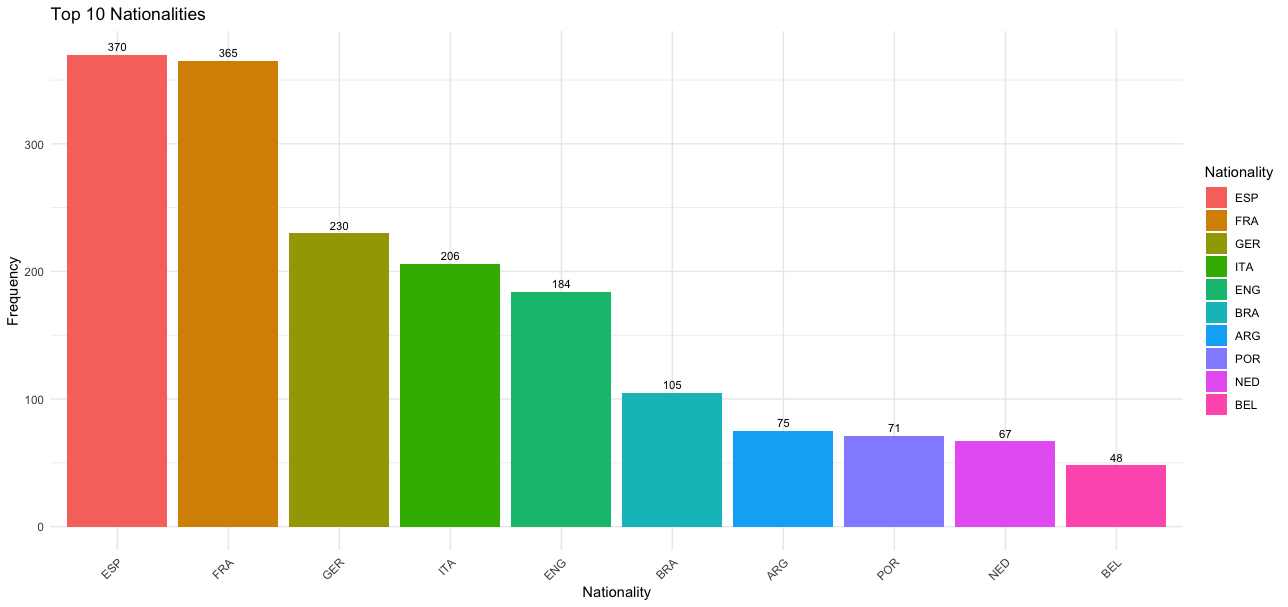 Top 10 Nationalities
370
365
230
206
184
105
75
71
67
48
Frequency
300
200
100
0
ESP
FRA
GER
ITA
ENG
BRA
ARG
POR
NED
BEL
Nationality
Nationality
ESP
FRA
GER
ITA
ENG
BRA
ARG
POR
NED
BEL